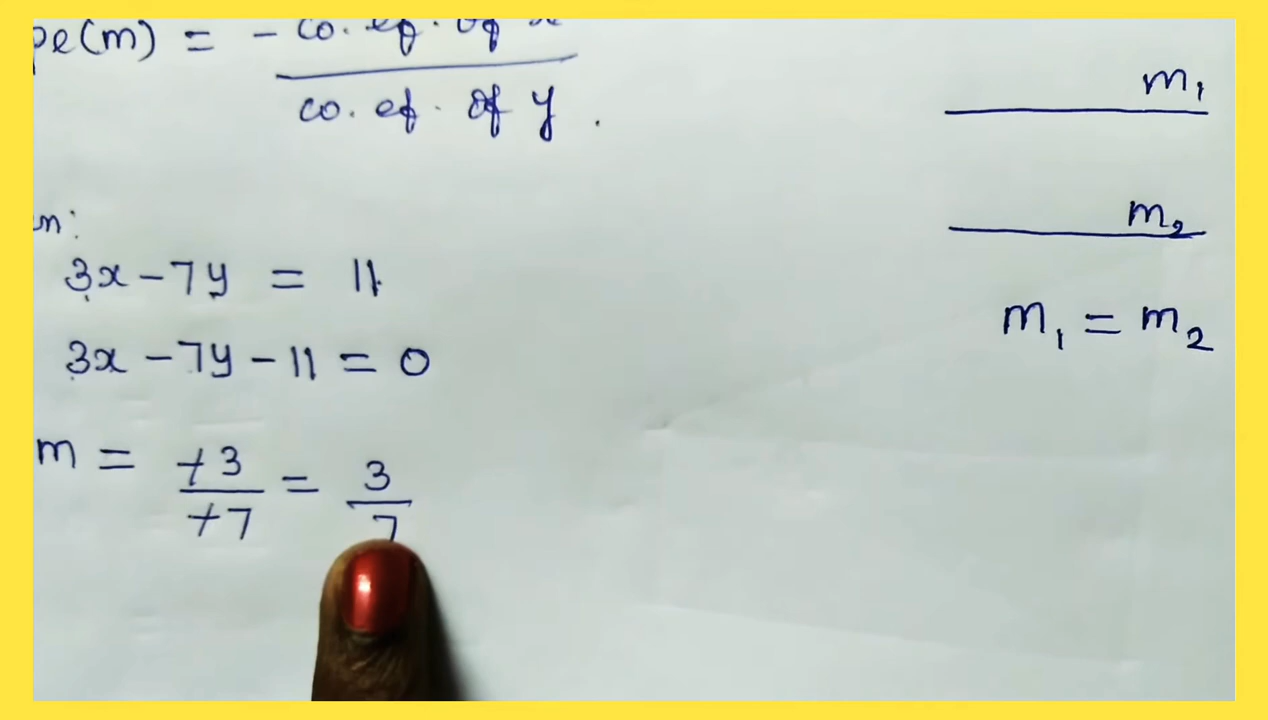 pe(m) = - co. ef. of x
co. ef. of y.
m1
m2
m1 = m2
n:
3x - 7y = 11
3x - 7y - 11 = 0
m = +3/+7 = 3/7